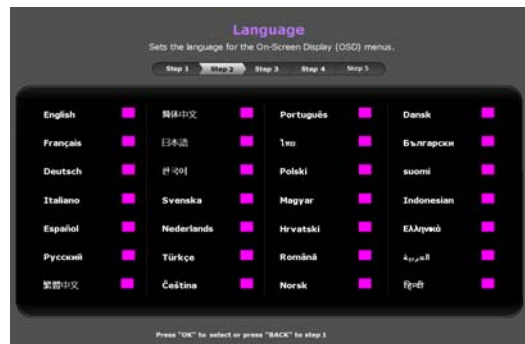 Language
Sets the language for the On-Screen Display (OSD) menus.
Step 1 Step 2 Step 3 Step 4 Step 5
English 简体中文 Português Dansk
Français 日本語 ไทย Български
Deutsch 한국어 Polski suomi
Italiano Svenska Magyar Indonesian
Español Nederlands Hrvatski Ελληνικά
Русский Türkçe Română العربية
繁體中文 Čeština Norsk हिन्दी
Press "OK" to select or press "BACK" to step 1